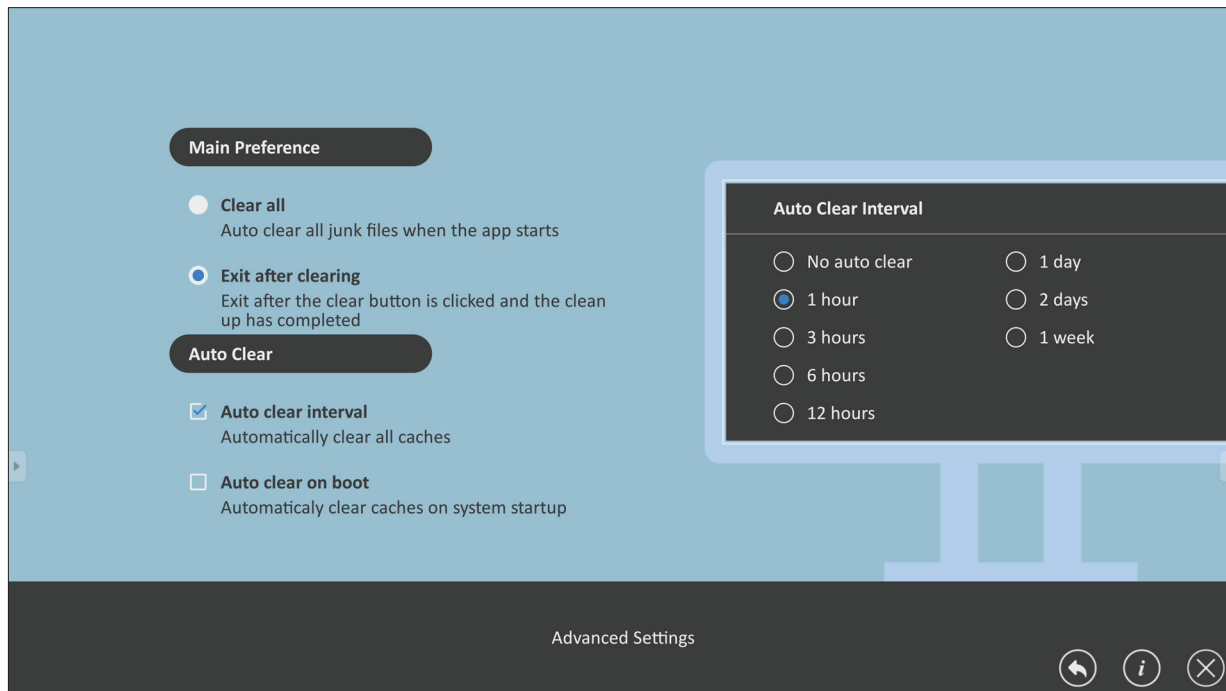 Main Preference
Clear all
Auto clear all junk files when the app starts
Exit after clearing
Exit after the clear button is clicked and the clean
up has completed
Auto Clear
Auto clear interval
Automatically clear all caches
Auto clear on boot
Automaticaly clear caches on system startup
Auto Clear Interval
No auto clear
1 hour
3 hours
6 hours
12 hours
1 day
2 days
1 week
Advanced Settings
i